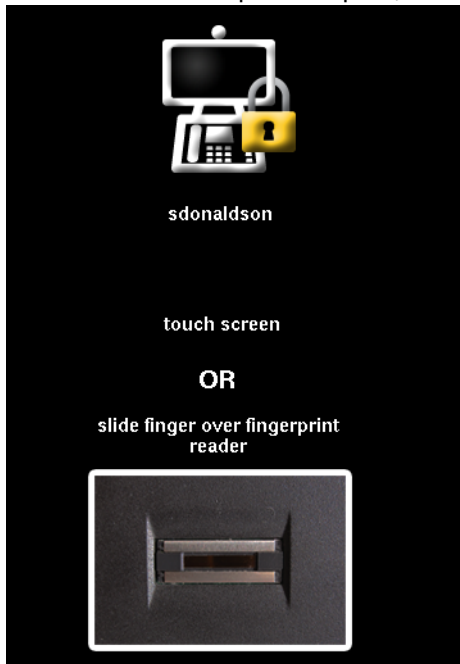 sdonaldson
touch screen
OR
slide finger over fingerprint
reader